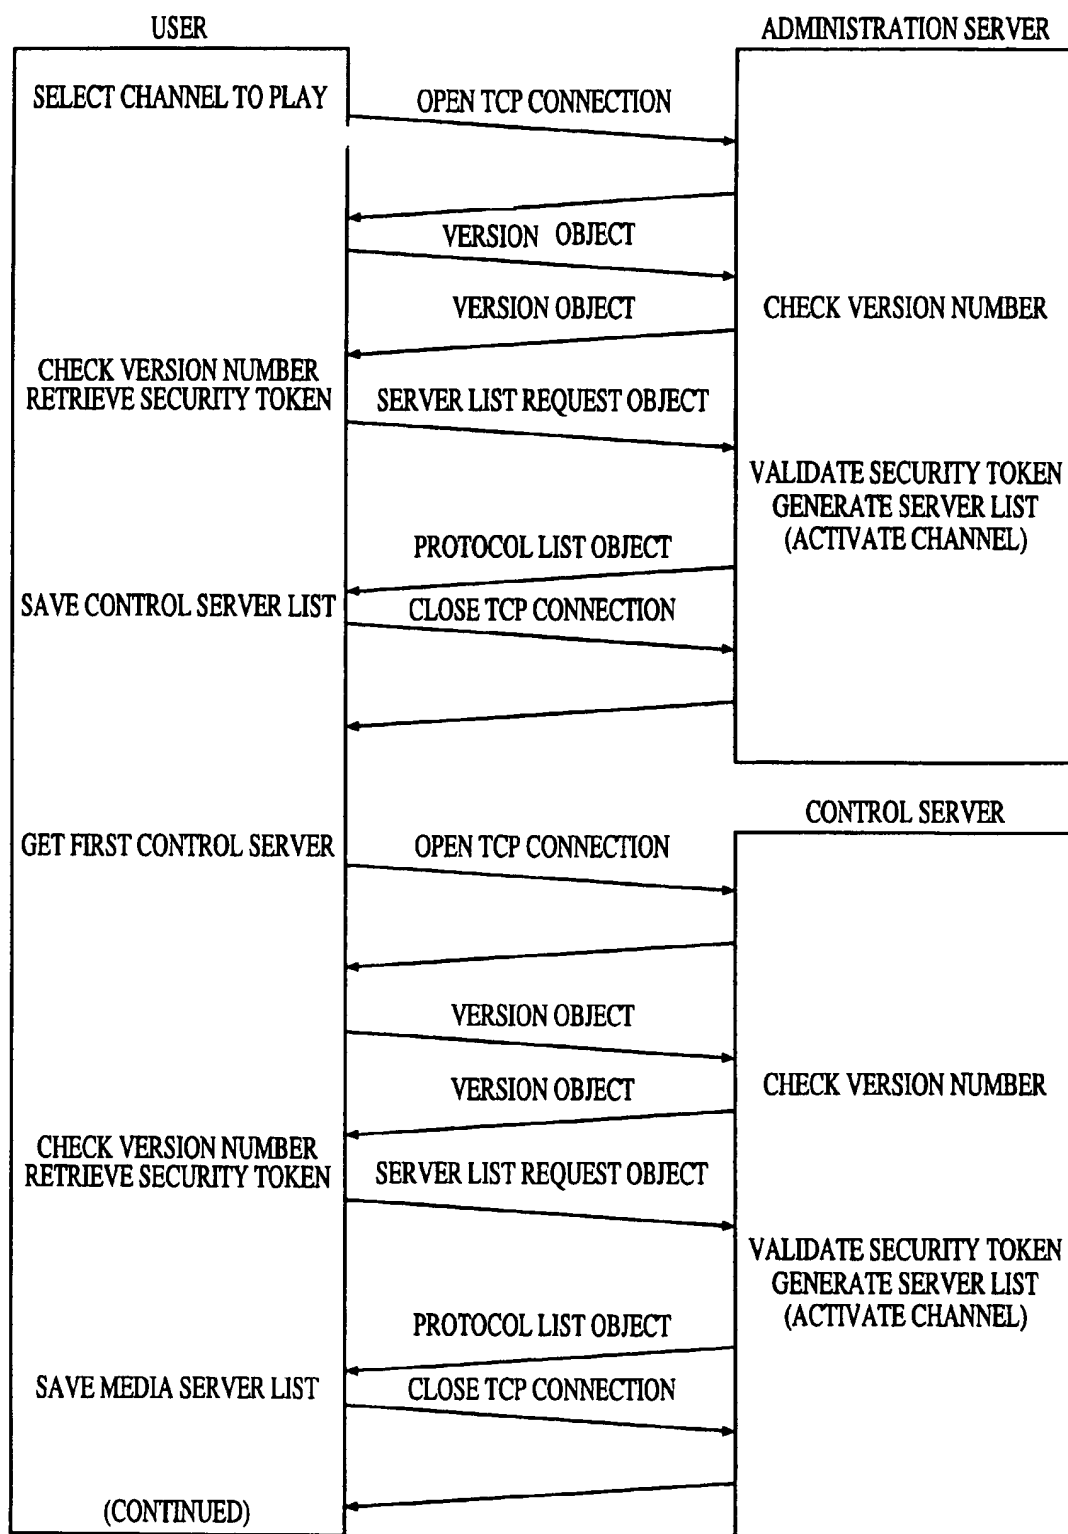 USER
ADMINISTRATION SERVER
SELECT CHANNEL TO PLAY
OPEN TCP CONNECTION
VERSION OBJECT
VERSION OBJECT
CHECK VERSION NUMBER
CHECK VERSION NUMBER
RETRIEVE SECURITY TOKEN
SERVER LIST REQUEST OBJECT
VALIDATE SECURITY TOKEN
GENERATE SERVER LIST
(ACTIVATE CHANNEL)
PROTOCOL LIST OBJECT
SAVE CONTROL SERVER LIST
CLOSE TCP CONNECTION
CONTROL SERVER
GET FIRST CONTROL SERVER
OPEN TCP CONNECTION
VERSION OBJECT
VERSION OBJECT
CHECK VERSION NUMBER
CHECK VERSION NUMBER
RETRIEVE SECURITY TOKEN
SERVER LIST REQUEST OBJECT
VALIDATE SECURITY TOKEN
GENERATE SERVER LIST
(ACTIVATE CHANNEL)
PROTOCOL LIST OBJECT
SAVE MEDIA SERVER LIST
CLOSE TCP CONNECTION
(CONTINUED)